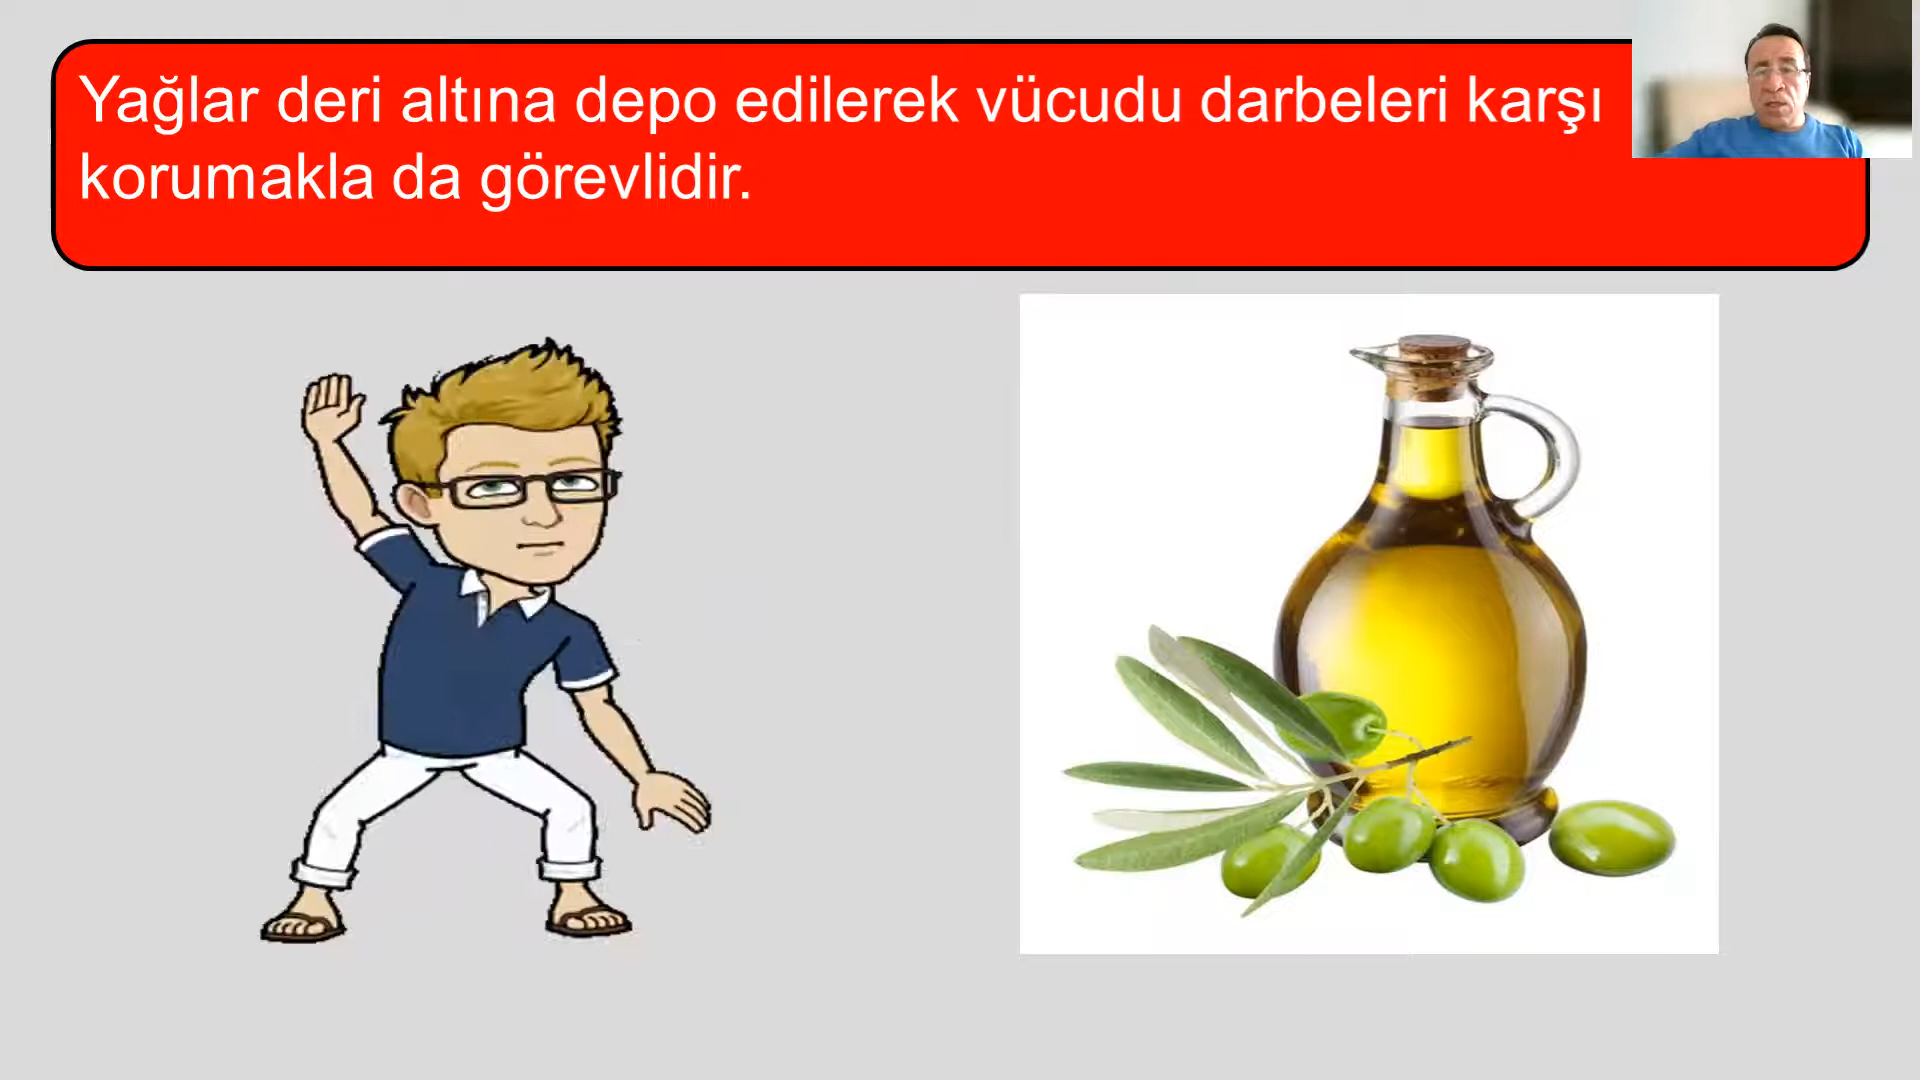 Yağlar deri altına depo edilerek vücudu darbeleri karşı
korumakla da görevlidir.